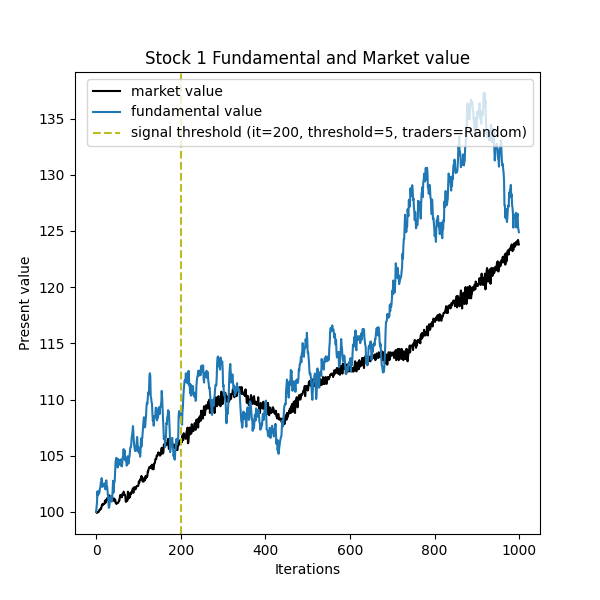 Stock 1 Fundamental and Market value
market value
fundamental value
signal threshold (it=200, threshold=5, traders=Random)
135
130
125
120
115
110
105
100
Present value
0 200 400 600 800 1000
Iterations